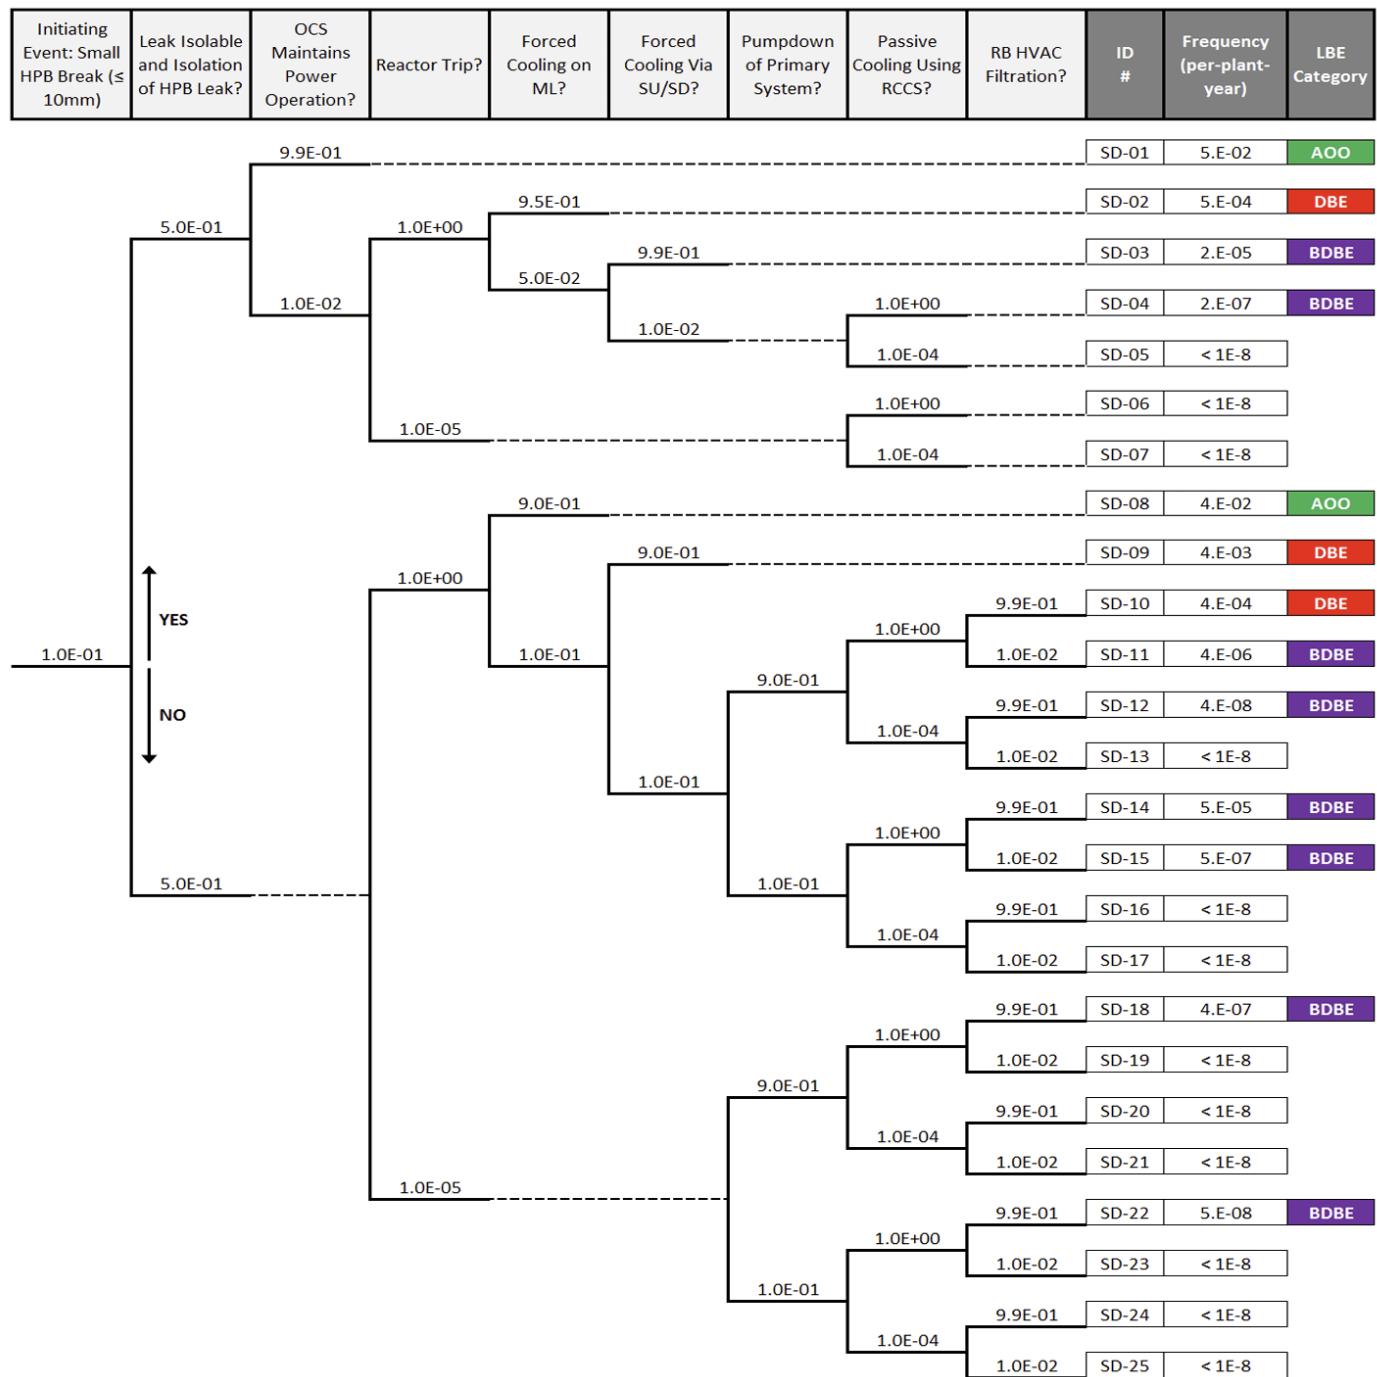 Initiating
Event: Small
HPB Break (≤
10mm)
Leak Isolable
and Isolation
of HPB Leak?
OCS
Maintains
Power
Operation?
Reactor Trip?
Forced
Cooling on
ML?
Forced
Cooling Via
SU/SD?
Pumpdown
of Primary
System?
Passive
Cooling Using
RCCS?
RB HVAC
Filtration?
ID
#
Frequency
(per-plant-
year)
LBE
Category
9.9E-01
SD-01 5.E-02 AOO
9.5E-01
SD-02 5.E-04 DBE
5.0E-01
1.0E+00
9.9E-01
SD-03 2.E-05 BDBE
5.0E-02
1.0E-02
1.0E+00
SD-04 2.E-07 BDBE
1.0E-02
1.0E-04
SD-05 < 1E-8
1.0E+00
SD-06 < 1E-8
1.0E-05
1.0E-04
SD-07 < 1E-8
9.0E-01
SD-08 4.E-02 AOO
9.0E-01
SD-09 4.E-03 DBE
1.0E+00
9.9E-01
SD-10 4.E-04 DBE
YES
1.0E+00
1.0E-01
1.0E-01
1.0E-02
SD-11 4.E-06 BDBE
9.0E-01
9.9E-01
SD-12 4.E-08 BDBE
NO
1.0E-04
1.0E-02
SD-13 < 1E-8
1.0E-01
9.9E-01
SD-14 5.E-05 BDBE
1.0E+00
1.0E-02
SD-15 5.E-07 BDBE
5.0E-01
1.0E-01
9.9E-01
SD-16 < 1E-8
1.0E-04
1.0E-02
SD-17 < 1E-8
9.9E-01
SD-18 4.E-07 BDBE
1.0E+00
1.0E-02
SD-19 < 1E-8
9.0E-01
9.9E-01
SD-20 < 1E-8
1.0E-04
1.0E-02
SD-21 < 1E-8
1.0E-05
9.9E-01
SD-22 5.E-08 BDBE
1.0E+00
1.0E-02
SD-23 < 1E-8
1.0E-01
9.9E-01
SD-24 < 1E-8
1.0E-04
1.0E-02
SD-25 < 1E-8